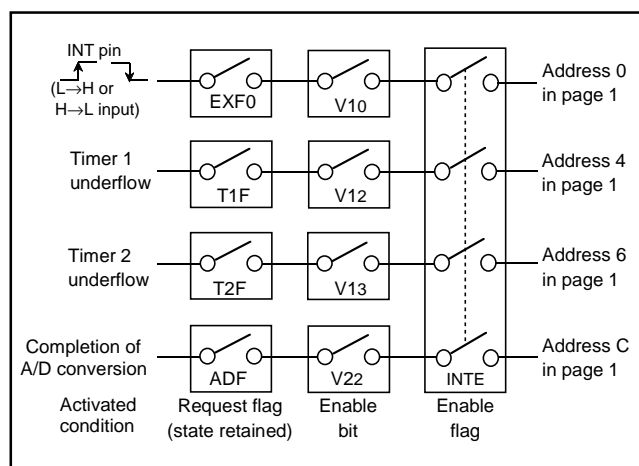 INT pin
(L→H or
H→L input)
EXF0
V10
Address 0
in page 1
Timer 1
underflow
T1F
V12
Address 4
in page 1
Timer 2
underflow
T2F
V13
Address 6
in page 1
Completion of
A/D conversion
ADF
V22
INTE
Address C
in page 1
Activated
condition
Request flag
(state retained)
Enable
bit
Enable
flag